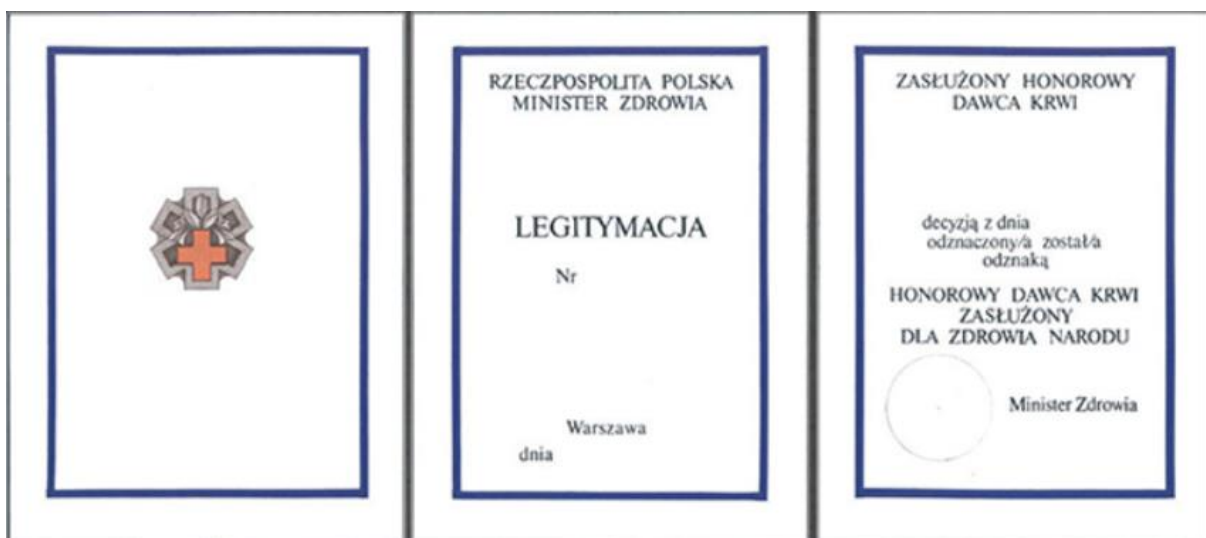 RZECZPOSPOLITA POLSKA
MINISTER ZDROWIA
LEGITYMACJA
Nr
Warszawa
dnia
ZASŁUŻONY HONOROWY
DAWCA KRWI
decyzją z dnia
odznaczony/a został/a
odznaką
HONOROWY DAWCA KRWI
ZASŁUŻONY
DLA ZDROWIA NARODU
Minister Zdrowia